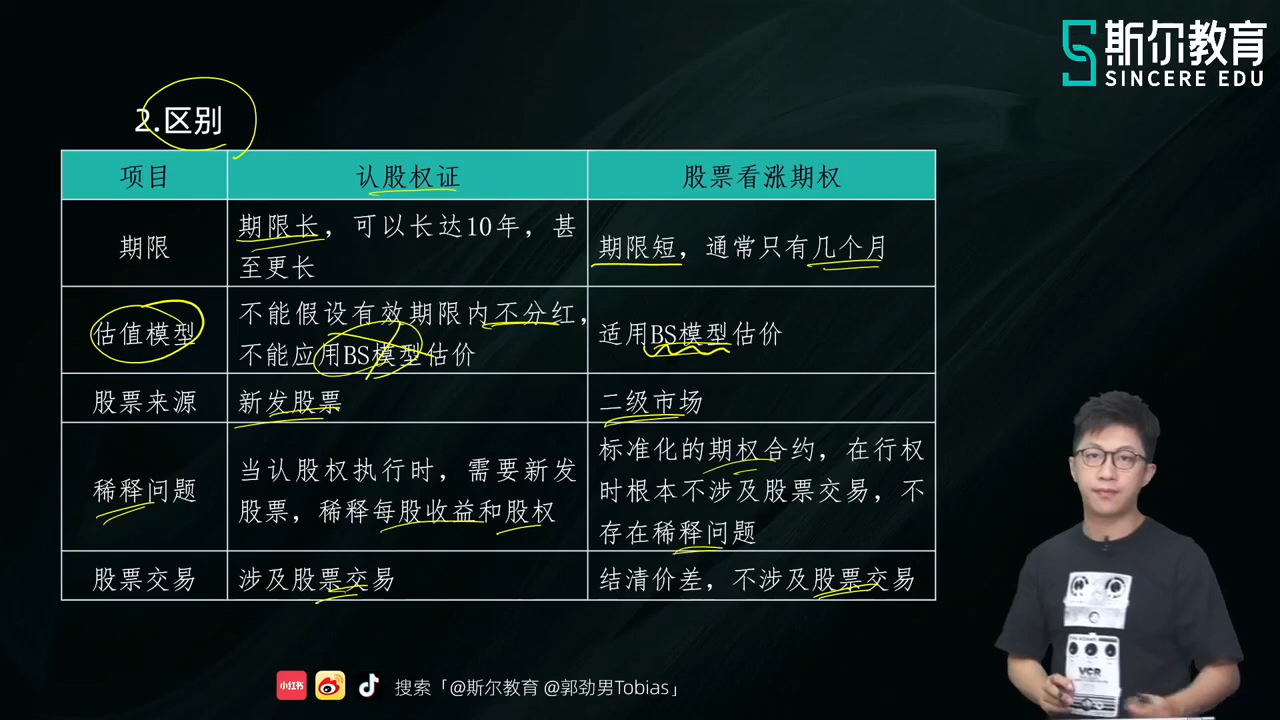 斯尔教育
SINCERE EDU
2.区别
项目 认股权证 股票看涨期权
期限
期限长，可以长达10年，甚
至更长
期限短，通常只有几个月
估值模型
不能假设有效期限内不分红，
不能应用BS模型估价
适用BS模型估价
股票来源 新发股票 二级市场
稀释问题
当认股权执行时，需要新发
股票，稀释每股收益和股权
标准化的期权合约，在行权
时根本不涉及股票交易，不
存在稀释问题
股票交易 涉及股票交易 结清价差，不涉及股票交易
小红书
搜索「@斯尔教育 @郭劲男Tobias」
VCR